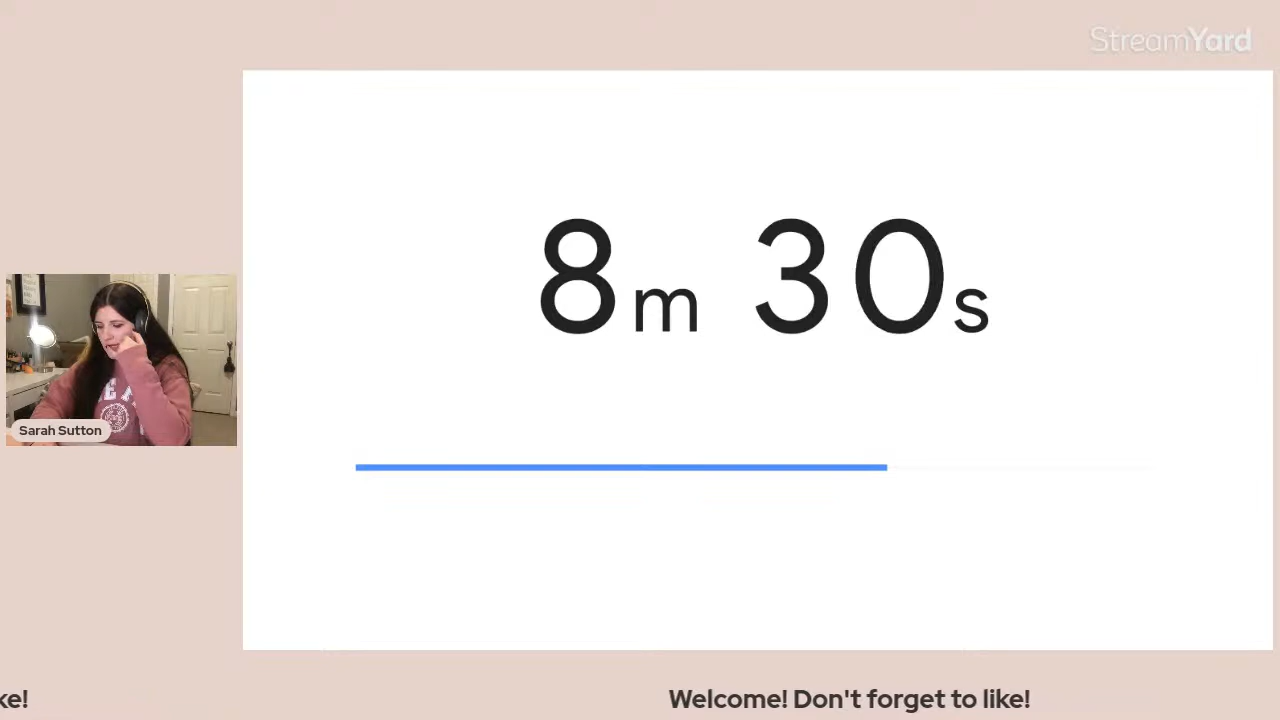 StreamYard
8m 30s
Sarah Sutton
ke!
Welcome! Don't forget to like!